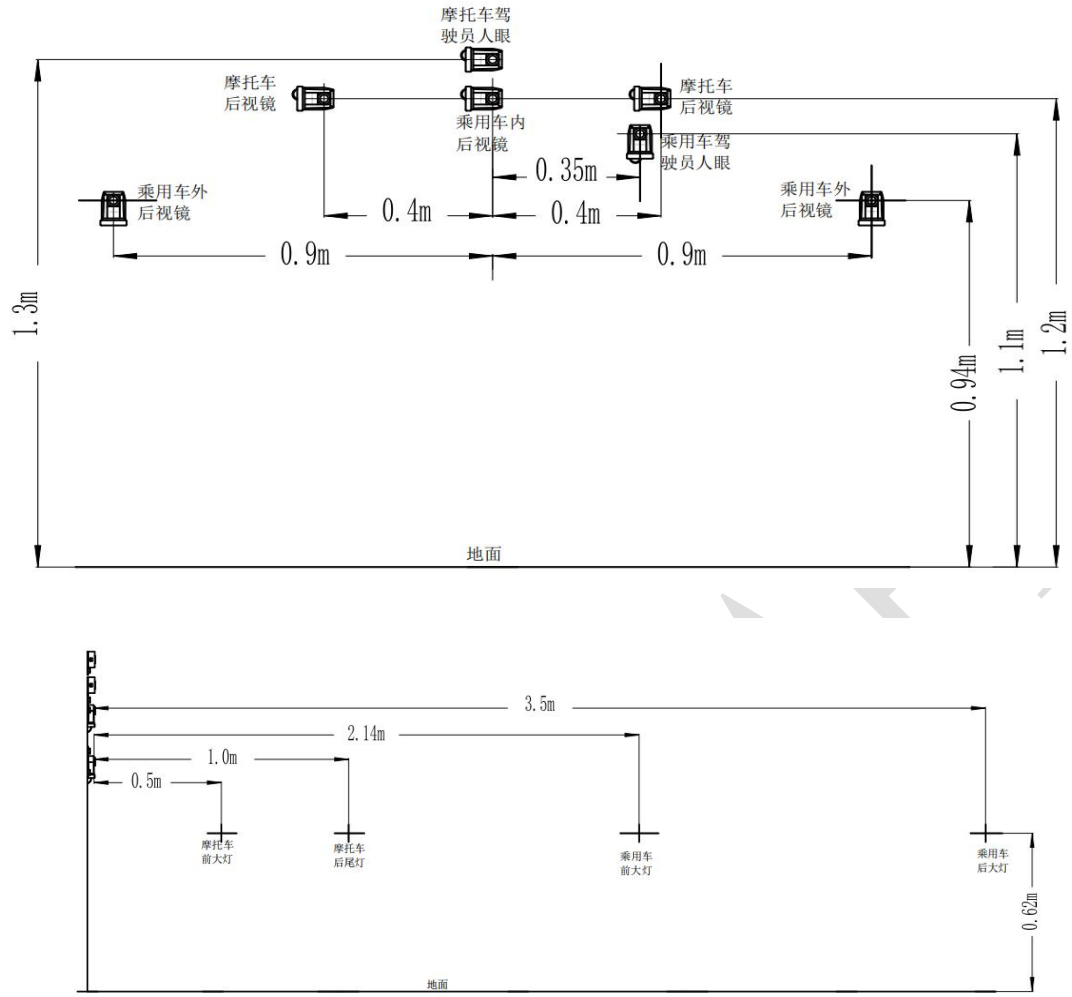 摩托车驾
驶员人眼
摩托车
后视镜
摩托车
后视镜
乘用车内
后视镜
乘用车驾
驶员人眼
0.35m
乘用车外
后视镜
乘用车外
后视镜
0.4m
0.4m
0.9m
0.9m
1.3m
0.94m
1.1m
1.2m
地面
3.5m
2.14m
1.0m
0.5m
摩托车
前大灯
摩托车
后尾灯
乘用车
前大灯
乘用车
后大灯
0.62m
地面